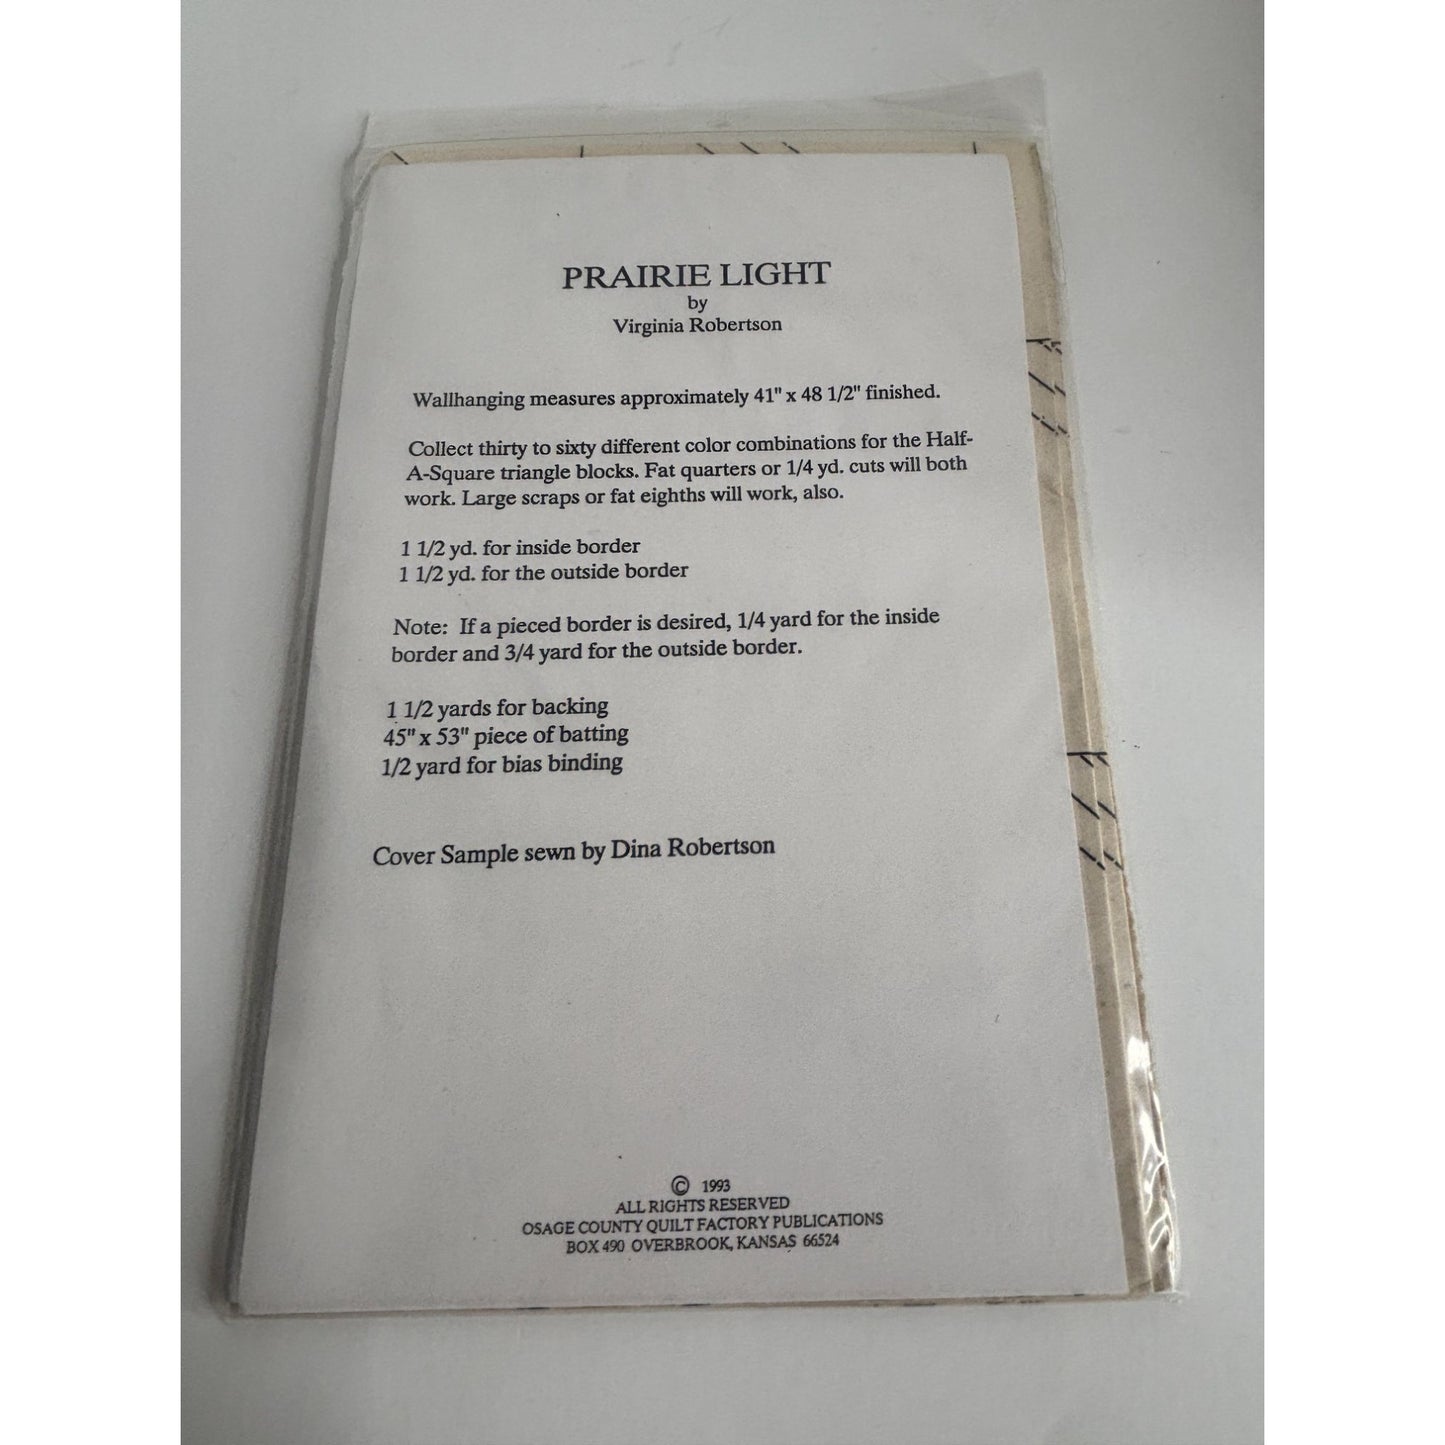 PRAIRIE LIGHT
by
Virginia Robertson
Wallhanging measures approximately 41" x 48 1/2" finished.
Collect thirty to sixty different color combinations for the Half-
A-Square triangle blocks. Fat quarters or 1/4 yd. cuts will both
work. Large scraps or fat eighths will work, also.
1 1/2 yd. for inside border
1 1/2 yd. for the outside border
Note: If a pieced border is desired, 1/4 yard for the inside
border and 3/4 yard for the outside border.
1 1/2 yards for backing
45" x 53" piece of batting
1/2 yard for bias binding
Cover Sample sewn by Dina Robertson
© 1993
ALL RIGHTS RESERVED
OSAGE COUNTY QUILT FACTORY PUBLICATIONS
BOX 490 OVERBROOK, KANSAS 66524